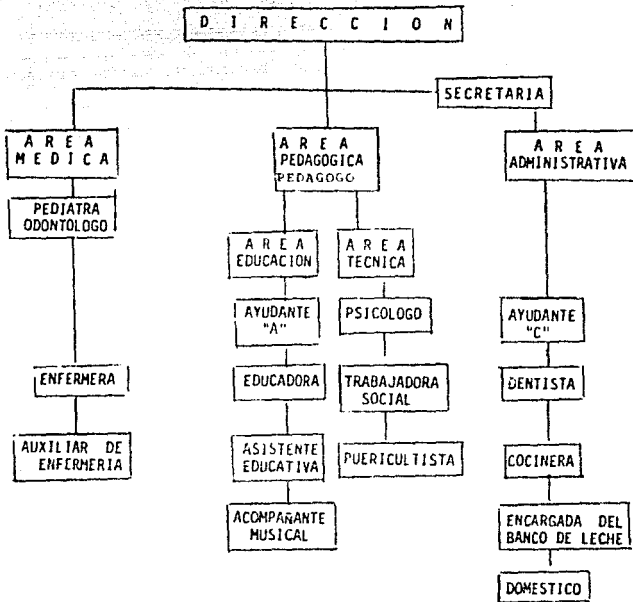 D I R E C C I O N
SECRETARIA
A R E A
MEDICA
PEDIATRA
ODONTOLOGO
ENFERMERA
AUXILIAR DE
ENFERMERIA
A R E A
PEDAGOGICA
PEDAGOGO
A R E A
EDUCACION
AYUDANTE
"A"
EDUCADORA
ASISTENTE
EDUCATIVA
ACOMPAÑANTE
MUSICAL
A R E A
TECNICA
PSICOLOGO
TRABAJADORA
SOCIAL
PUERICULTISTA
A R E A
ADMINISTRATIVA
AYUDANTE
"C"
DENTISTA
COCINERA
ENCARGADA DEL
BANCO DE LECHE
DOMESTICO